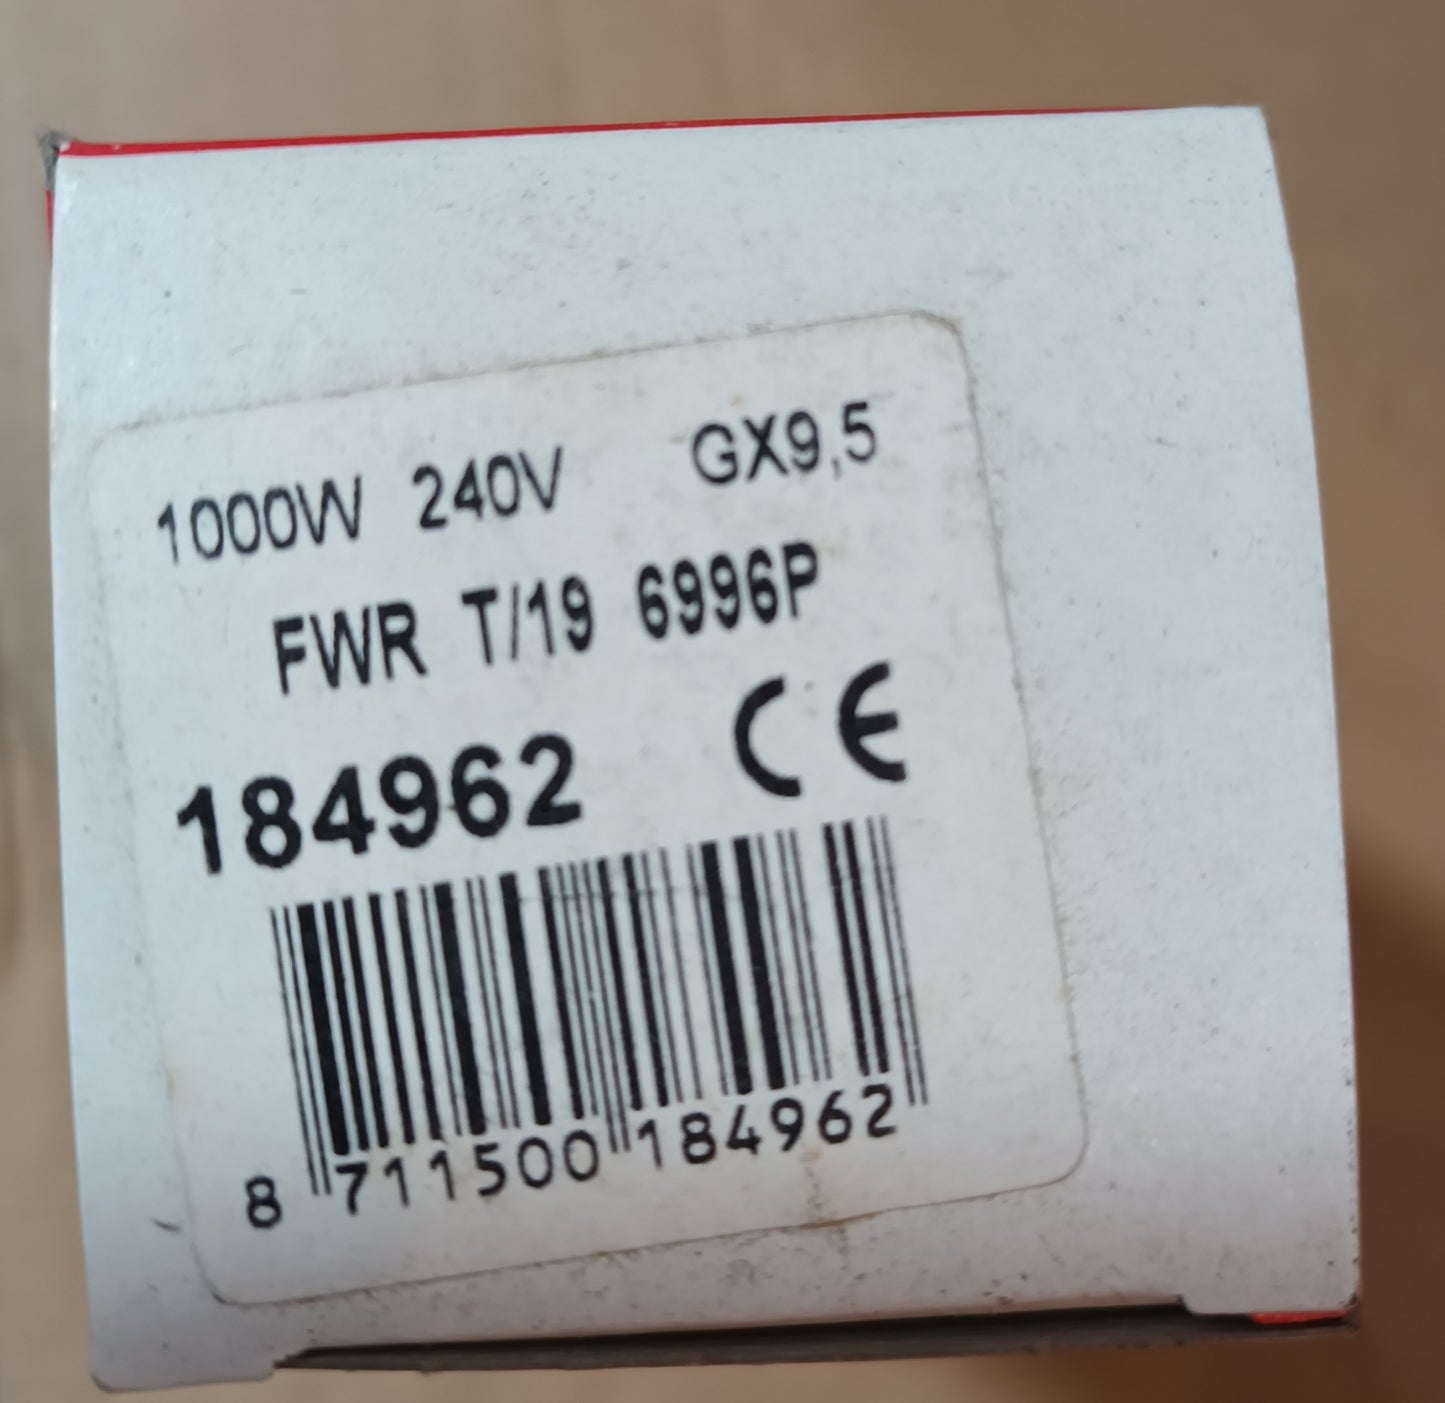 1000W 240V GX9,5
FWR T/19 6996P
184962 CE
8 711500 184962